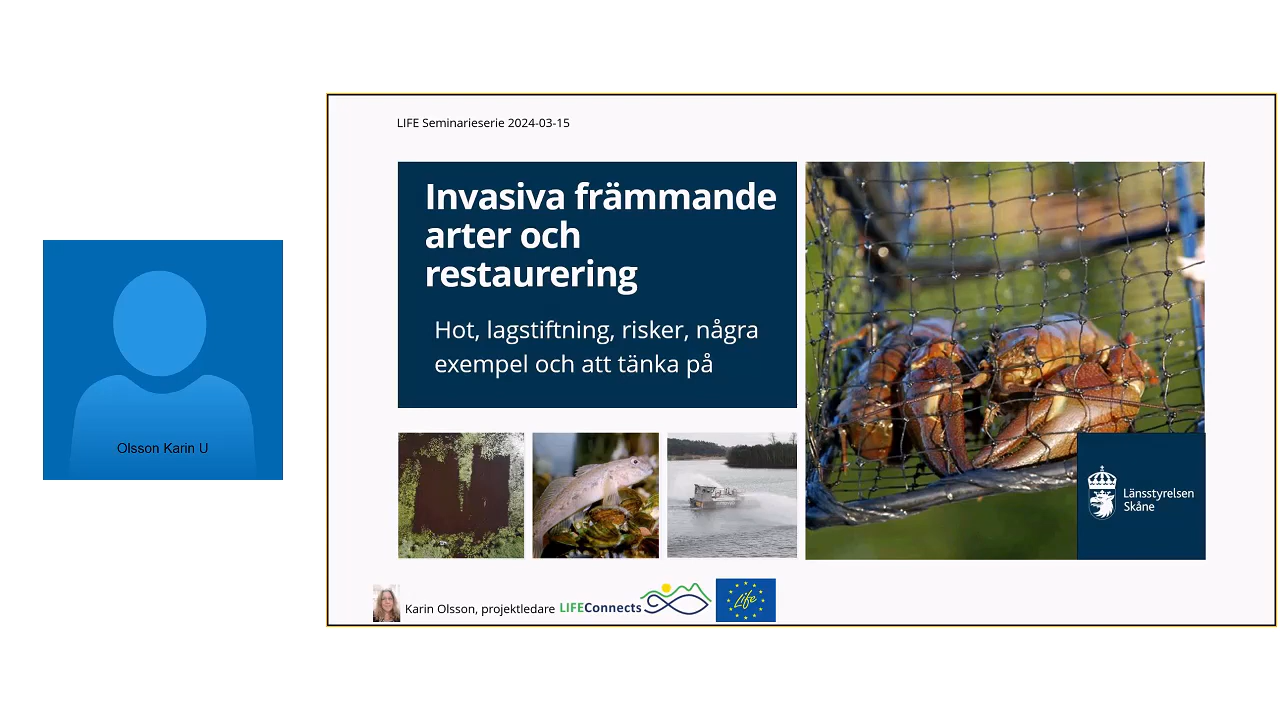 LIFE Seminarieserie 2024-03-15
Invasiva främmande
arter och
restaurering
Hot, lagstiftning, risker, några
exempel och att tänka på
Olsson Karin U
Länsstyrelsen
Skåne
Karin Olsson, projektledare
LIFEConnects
Life